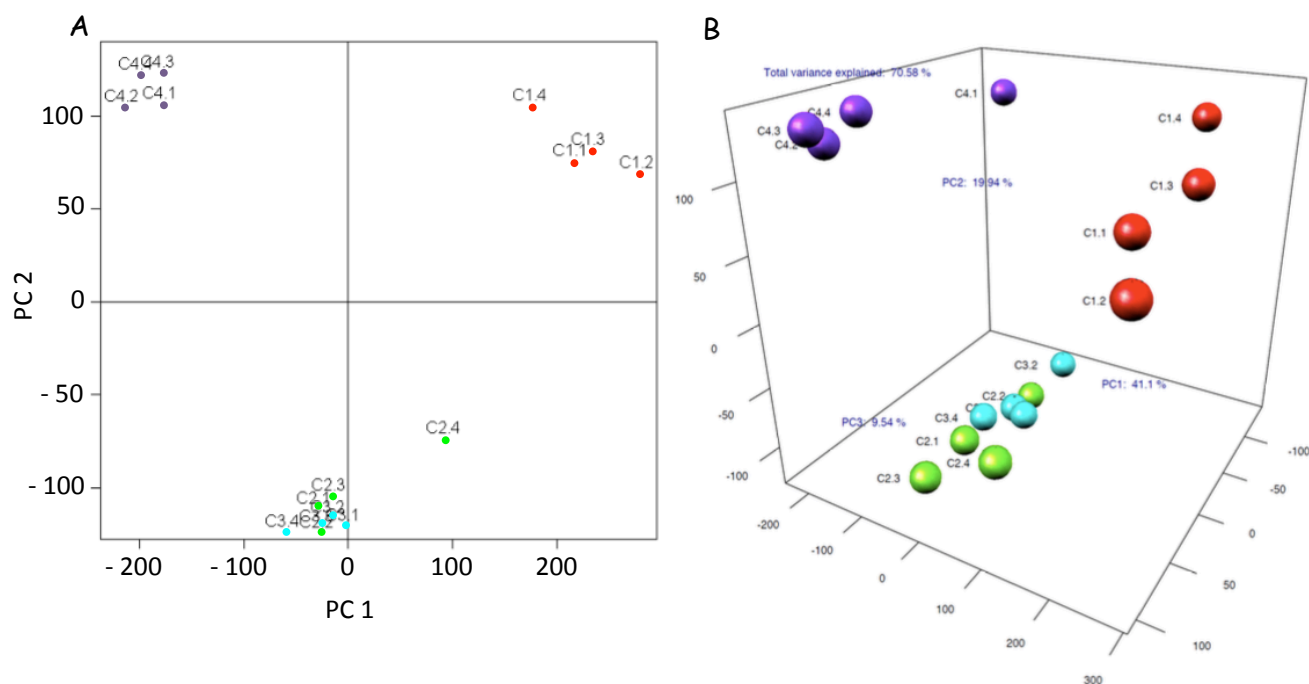 A
C4.4 C4.3
C4.2 C4.1
C1.4
C1.3
C1.1
C1.2
C2.4
C2.3
C2.1
C3.2
C3.4 C3.1
C2.2
100
50
0
- 50
- 100
PC 2
- 200 - 100 0 100 200
PC 1
B
Total variance explained: 70.58 %
C4.1
C4.4
C4.3
C4.2
C1.4
C1.3
C1.1
C1.2
PC2: 19.94 %
C3.2
PC1: 41.1 %
C2.2
C3.4
PC3: 9.54 %
C2.1
C2.4
C2.3
100
50
0
-50
-100
-200
-100
0
100
200
300
-100
-50
0
50
100